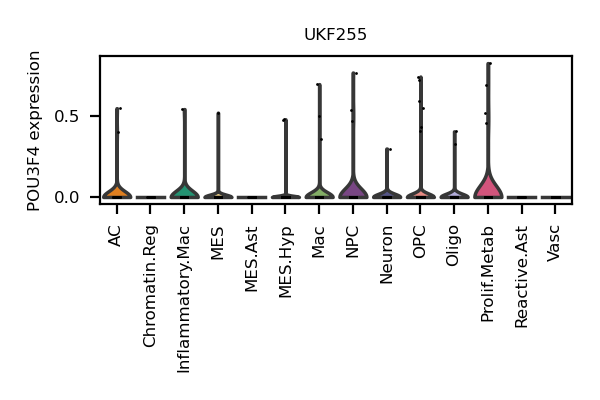 UKF255
POU3F4 expression
0.5
0.0
AC
Chromatin.Reg
Inflammatory.Mac
MES
MES.Ast
MES.Hyp
Mac
NPC
Neuron
OPC
Oligo
Prolif.Metab
Reactive.Ast
Vasc